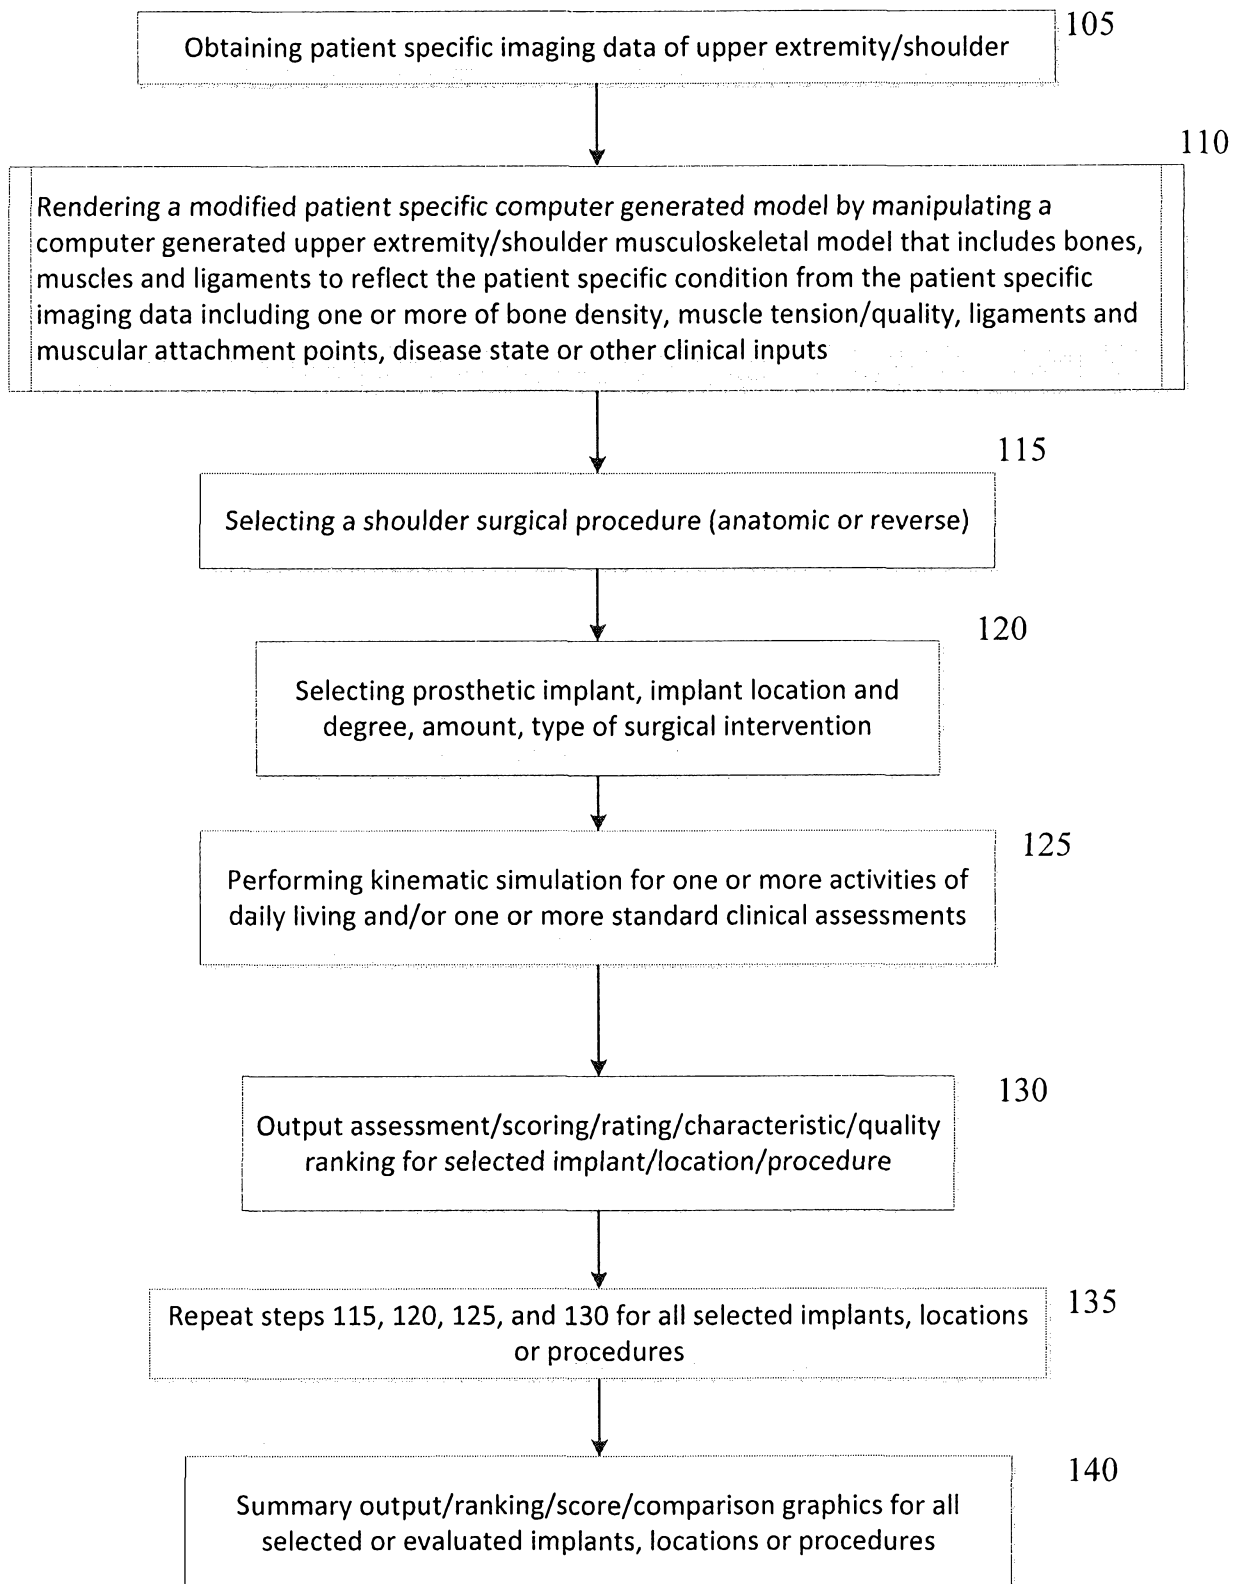 105
Obtaining patient specific imaging data of upper extremity/shoulder
110
Rendering a modified patient specific computer generated model by manipulating a
computer generated upper extremity/shoulder musculoskeletal model that includes bones,
muscles and ligaments to reflect the patient specific condition from the patient specific
imaging data including one or more of bone density, muscle tension/quality, ligaments and
muscular attachment points, disease state or other clinical inputs
115
Selecting a shoulder surgical procedure (anatomic or reverse)
120
Selecting prosthetic implant, implant location and
degree, amount, type of surgical intervention
125
Performing kinematic simulation for one or more activities of
daily living and/or one or more standard clinical assessments
130
Output assessment/scoring/rating/characteristic/quality
ranking for selected implant/location/procedure
135
Repeat steps 115, 120, 125, and 130 for all selected implants, locations
or procedures
140
Summary output/ranking/score/comparison graphics for all
selected or evaluated implants, locations or procedures